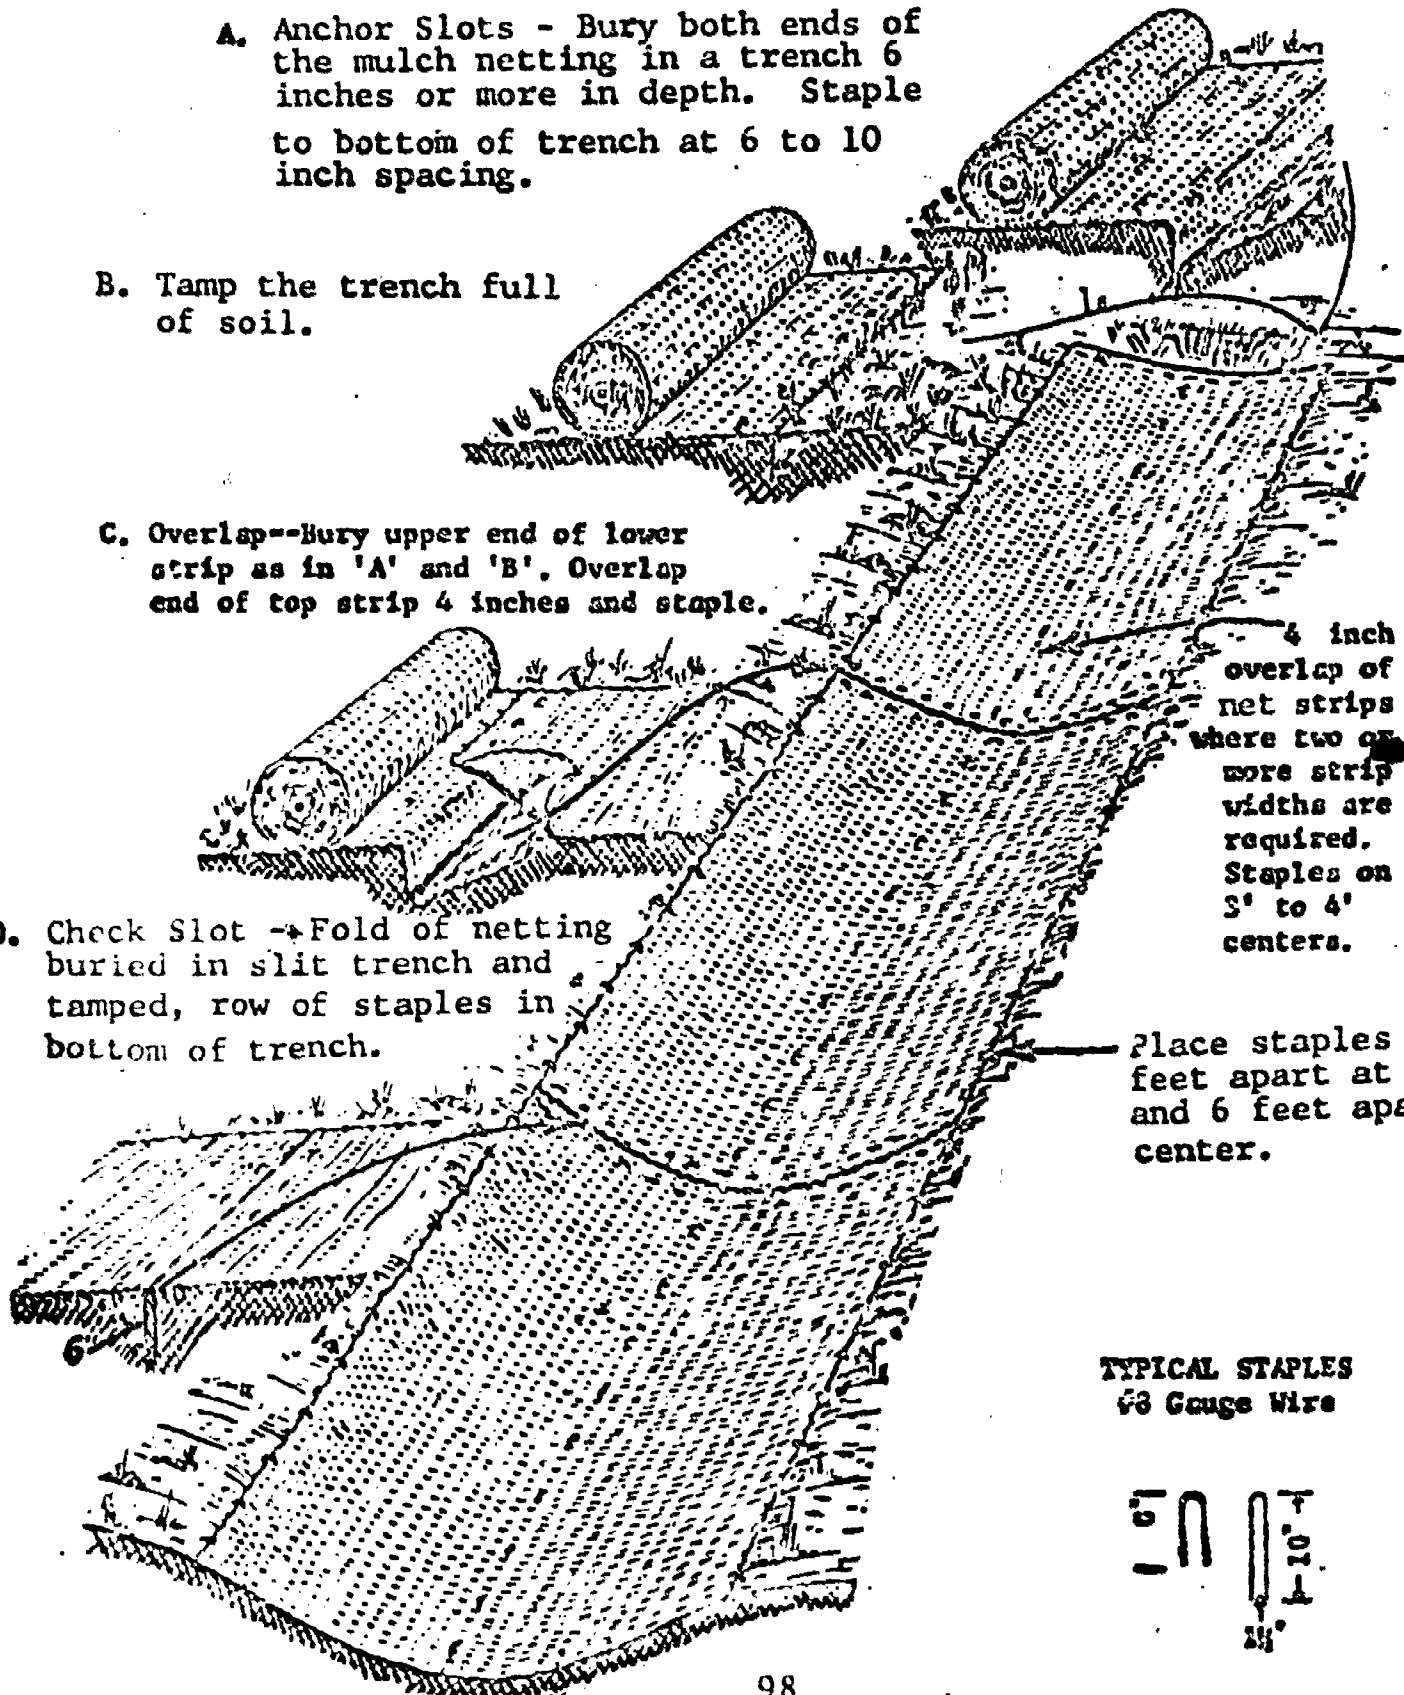 A. Anchor Slots - Bury both ends of
the mulch netting in a trench 6
inches or more in depth. Staple
to bottom of trench at 6 to 10
inch spacing.
B. Tamp the trench full
of soil.
C. Overlap--Bury upper end of lower
strip as in 'A' and 'B'. Overlap
end of top strip 4 inches and staple.
4 inch
overlap of
net strips
where two or
more strip
widths are
required.
Staples on
to 4'
centers.
Check Slot - Fold of netting
buried in slit trench and
tamped, row of staples in
bottom of trench.
Place staples
feet apart at
and 6 feet
center.
6
TYPICAL STAPLES
Gauge Wire
10"
98